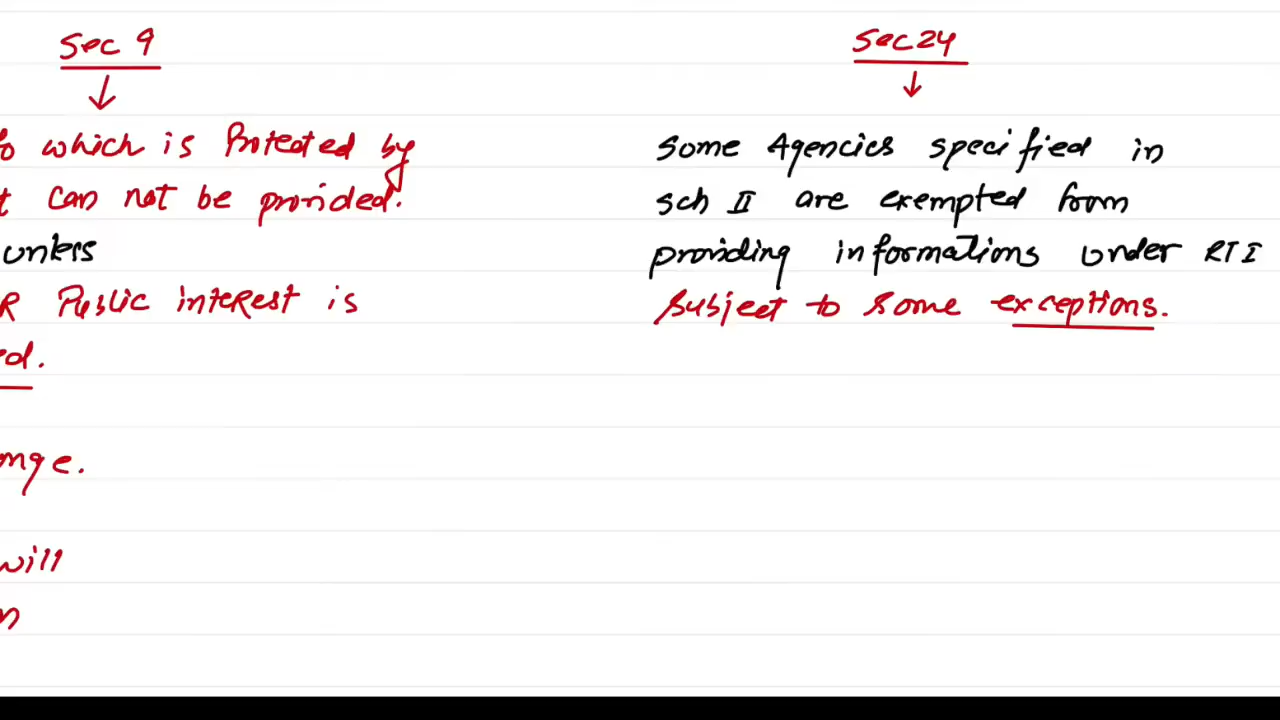 Sec 9
which is Protected by
can not be provided.
unless
Public interest is
will
Sec 24
Some Agencies specified in
sch II are exempted from
providing informations under RTI
subject to some exceptions.